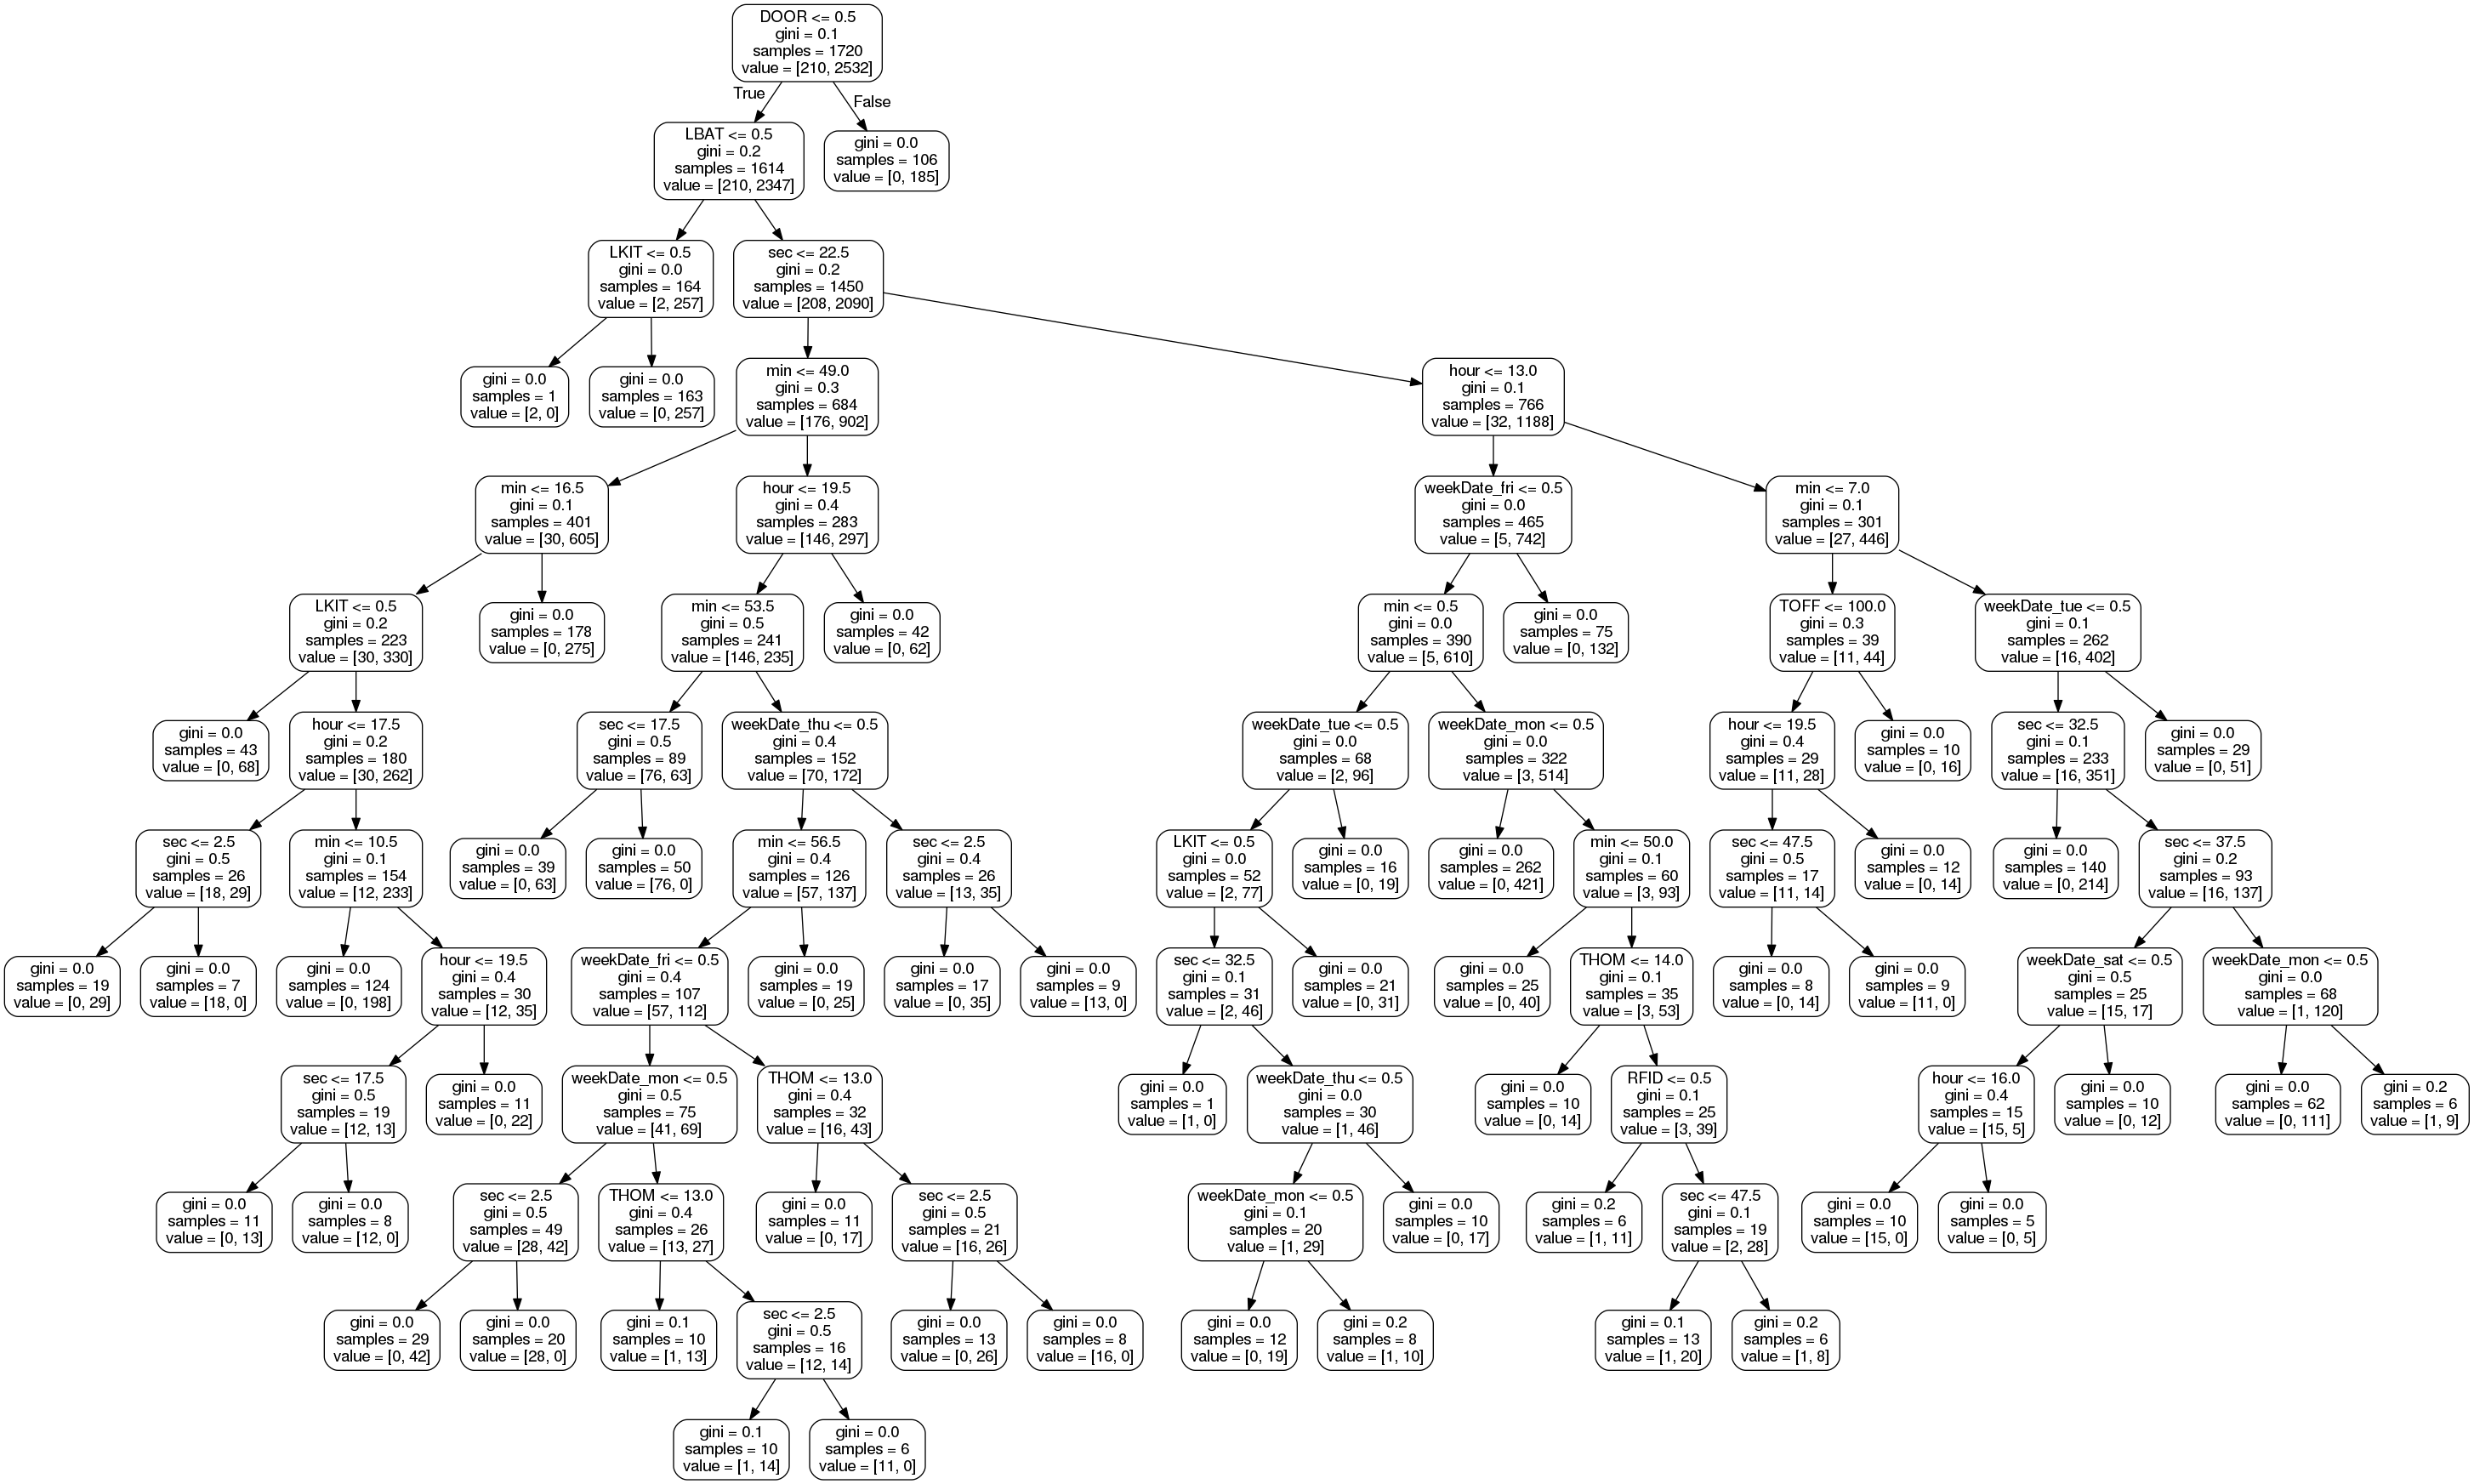 DOOR <= 0.5
gini = 0.1
samples = 1720
value = [210, 2532]
True
False
LBAT <= 0.5
gini = 0.2
samples = 1614
value = [210, 2347]
gini = 0.0
samples = 106
value = [0, 185]
LKIT <= 0.5
gini = 0.0
samples = 164
value = [2, 257]
sec <= 22.5
gini = 0.2
samples = 1450
value = [208, 2090]
gini = 0.0
samples = 1
value = [2, 0]
gini = 0.0
samples = 163
value = [0, 257]
min <= 49.0
gini = 0.3
samples = 684
value = [176, 902]
hour <= 13.0
gini = 0.1
samples = 766
value = [32, 1188]
min <= 16.5
gini = 0.1
samples = 401
value = [30, 605]
hour <= 19.5
gini = 0.4
samples = 283
value = [146, 297]
weekDate_fri <= 0.5
gini = 0.0
samples = 465
value = [5, 742]
min <= 7.0
gini = 0.1
samples = 301
value = [27, 446]
LKIT <= 0.5
gini = 0.2
samples = 223
value = [30, 330]
gini = 0.0
samples = 178
value = [0, 275]
min <= 53.5
gini = 0.5
samples = 241
value = [146, 235]
gini = 0.0
samples = 42
value = [0, 62]
min <= 0.5
gini = 0.0
samples = 390
value = [5, 610]
gini = 0.0
samples = 75
value = [0, 132]
TOFF <= 100.0
gini = 0.3
samples = 39
value = [11, 44]
weekDate_tue <= 0.5
gini = 0.1
samples = 262
value = [16, 402]
gini = 0.0
samples = 43
value = [0, 68]
hour <= 17.5
gini = 0.2
samples = 180
value = [30, 262]
sec <= 17.5
gini = 0.5
samples = 89
value = [76, 63]
weekDate_thu <= 0.5
gini = 0.4
samples = 152
value = [70, 172]
weekDate_tue <= 0.5
gini = 0.0
samples = 68
value = [2, 96]
weekDate_mon <= 0.5
gini = 0.0
samples = 322
value = [3, 514]
hour <= 19.5
gini = 0.4
samples = 29
value = [11, 28]
gini = 0.0
samples = 10
value = [0, 16]
sec <= 32.5
gini = 0.1
samples = 233
value = [16, 351]
gini = 0.0
samples = 29
value = [0, 51]
sec <= 2.5
gini = 0.5
samples = 26
value = [18, 29]
min <= 10.5
gini = 0.1
samples = 154
value = [12, 233]
gini = 0.0
samples = 39
value = [0, 63]
gini = 0.0
samples = 50
value = [76, 0]
min <= 56.5
gini = 0.4
samples = 126
value = [57, 137]
sec <= 2.5
gini = 0.4
samples = 26
value = [13, 35]
LKIT <= 0.5
gini = 0.0
samples = 52
value = [2, 77]
gini = 0.0
samples = 16
value = [0, 19]
gini = 0.0
samples = 262
value = [0, 421]
min <= 50.0
gini = 0.1
samples = 60
value = [3, 93]
sec <= 47.5
gini = 0.5
samples = 17
value = [11, 14]
gini = 0.0
samples = 12
value = [0, 14]
gini = 0.0
samples = 140
value = [0, 214]
sec <= 37.5
gini = 0.2
samples = 93
value = [16, 137]
gini = 0.0
samples = 19
value = [0, 29]
gini = 0.0
samples = 7
value = [18, 0]
gini = 0.0
samples = 124
value = [0, 198]
hour <= 19.5
gini = 0.4
samples = 30
value = [12, 35]
weekDate_fri <= 0.5
gini = 0.4
samples = 107
value = [57, 112]
gini = 0.0
samples = 19
value = [0, 25]
gini = 0.0
samples = 17
value = [0, 35]
gini = 0.0
samples = 9
value = [13, 0]
sec <= 32.5
gini = 0.1
samples = 31
value = [2, 46]
gini = 0.0
samples = 21
value = [0, 31]
gini = 0.0
samples = 25
value = [0, 40]
THOM <= 14.0
gini = 0.1
samples = 35
value = [3, 53]
gini = 0.0
samples = 8
value = [0, 14]
gini = 0.0
samples = 9
value = [11, 0]
weekDate_sat <= 0.5
gini = 0.5
samples = 25
value = [15, 17]
weekDate_mon <= 0.5
gini = 0.0
samples = 68
value = [1, 120]
sec <= 17.5
gini = 0.5
samples = 19
value = [12, 13]
gini = 0.0
samples = 11
value = [0, 22]
weekDate_mon <= 0.5
gini = 0.5
samples = 75
value = [41, 69]
THOM <= 13.0
gini = 0.4
samples = 32
value = [16, 43]
gini = 0.0
samples = 1
value = [1, 0]
weekDate_thu <= 0.5
gini = 0.0
samples = 30
value = [1, 46]
gini = 0.0
samples = 10
value = [0, 14]
RFID <= 0.5
gini = 0.1
samples = 25
value = [3, 39]
hour <= 16.0
gini = 0.4
samples = 15
value = [15, 5]
gini = 0.0
samples = 10
value = [0, 12]
gini = 0.0
samples = 62
value = [0, 111]
gini = 0.2
samples = 6
value = [1, 9]
gini = 0.0
samples = 11
value = [0, 13]
gini = 0.0
samples = 8
value = [12, 0]
sec <= 2.5
gini = 0.5
samples = 49
value = [28, 42]
THOM <= 13.0
gini = 0.4
samples = 26
value = [13, 27]
gini = 0.0
samples = 11
value = [0, 17]
sec <= 2.5
gini = 0.5
samples = 21
value = [16, 26]
weekDate_mon <= 0.5
gini = 0.1
samples = 20
value = [1, 29]
gini = 0.0
samples = 10
value = [0, 17]
gini = 0.2
samples = 6
value = [1, 11]
sec <= 47.5
gini = 0.1
samples = 19
value = [2, 28]
gini = 0.0
samples = 10
value = [15, 0]
gini = 0.0
samples = 5
value = [0, 5]
gini = 0.0
samples = 29
value = [0, 42]
gini = 0.0
samples = 20
value = [28, 0]
gini = 0.1
samples = 10
value = [1, 13]
sec <= 2.5
gini = 0.5
samples = 16
value = [12, 14]
gini = 0.0
samples = 13
value = [0, 26]
gini = 0.0
samples = 8
value = [16, 0]
gini = 0.0
samples = 12
value = [0, 19]
gini = 0.2
samples = 8
value = [1, 10]
gini = 0.1
samples = 13
value = [1, 20]
gini = 0.2
samples = 6
value = [1, 8]
gini = 0.1
samples = 10
value = [1, 14]
gini = 0.0
samples = 6
value = [11, 0]